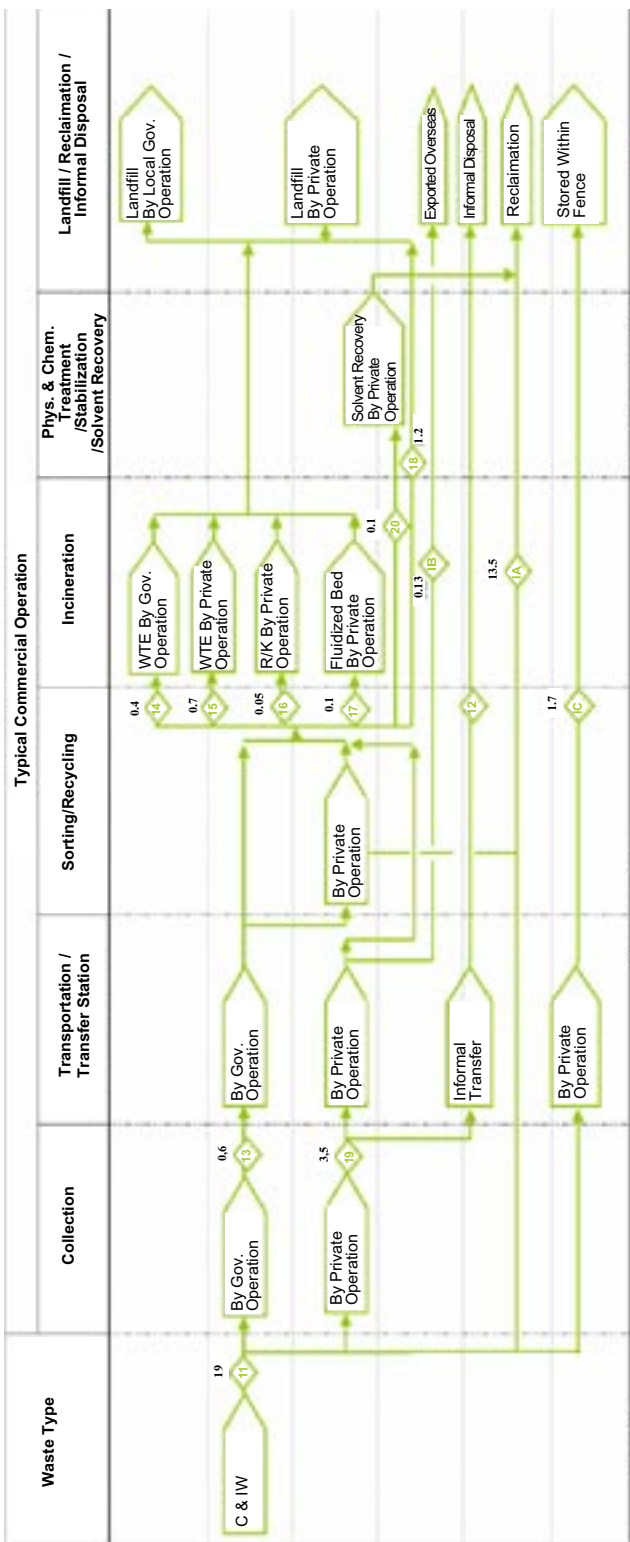 Typical Commercial Operation
Waste Type
Collection
Transportation /
Transfer Station
Sorting/Recycling
Incineration
Phys. & Chem.
Treatment
/Stabilization
/Solvent Recovery
Landfill / Reclaimation /
Informal Disposal
C & IW
19
11
By Gov.
Operation
0,6
13
By Gov.
Operation
By Private
Operation
3,5
19
By Private
Operation
Informal
Transfer
By Private
Operation
By Private
Operation
0.4
14
WTE By Gov.
Operation
0.7
15
WTE By Private
Operation
0.05
16
R/K By Private
Operation
0.1
17
Fluidized Bed
By Private
Operation
0.1
20
Solvent Recovery
By Private
Operation
18
1.2
0.13
IB
12
13.5
IA
1.7
IC
Landfill
By Local Gov.
Operation
Landfill
By Private
Operation
Exported Overseas
Informal Disposal
Reclaimation
Stored Within
Fence